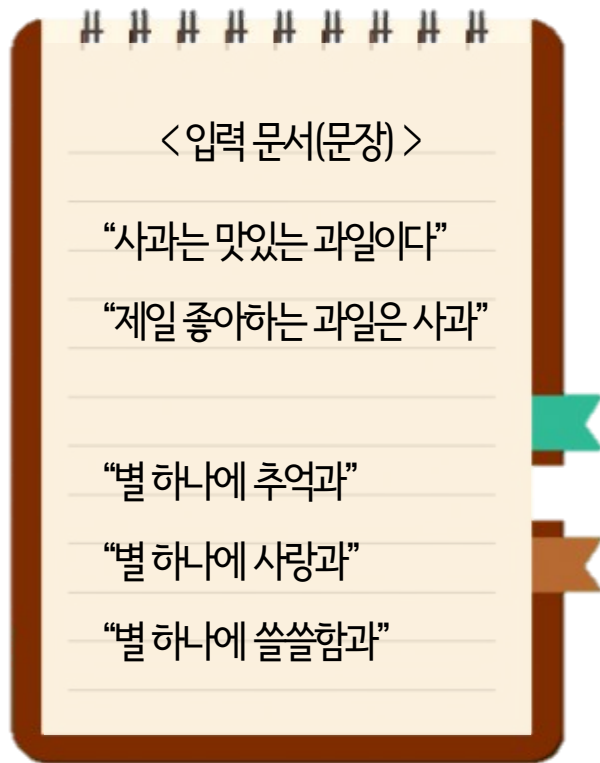 < 입력 문서(문장) >
“사과는 맛있는 과일이다”
“제일 좋아하는 과일은 사과”
“별 하나에 추억과”
“별 하나에 사랑과”
“별 하나에 쓸쓸함과”